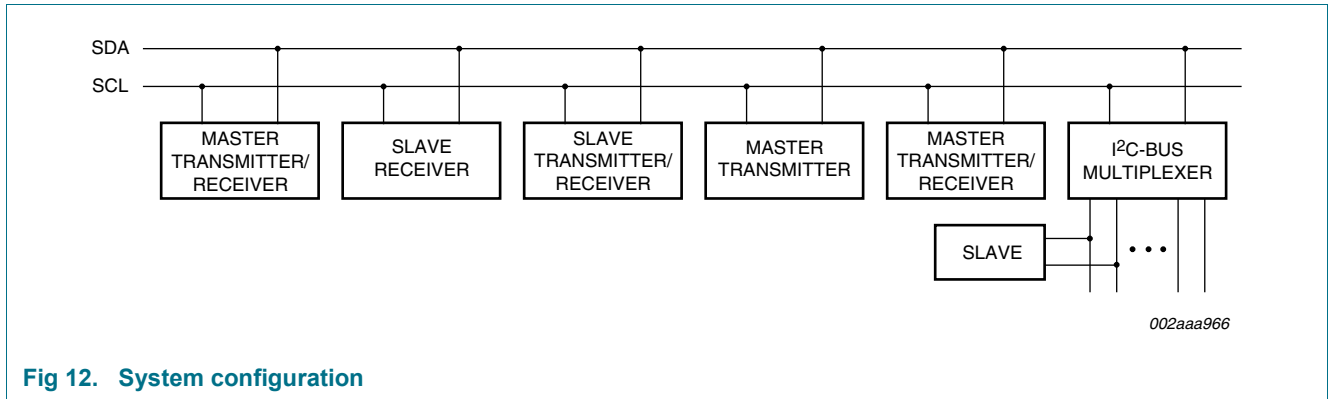 SDA
SCL
MASTER
TRANSMITTER/
RECEIVER
SLAVE
RECEIVER
SLAVE
TRANSMITTER/
RECEIVER
MASTER
TRANSMITTER
MASTER
TRANSMITTER/
RECEIVER
I²C-BUS
MULTIPLEXER
SLAVE
002aaa966
Fig 12. System configuration